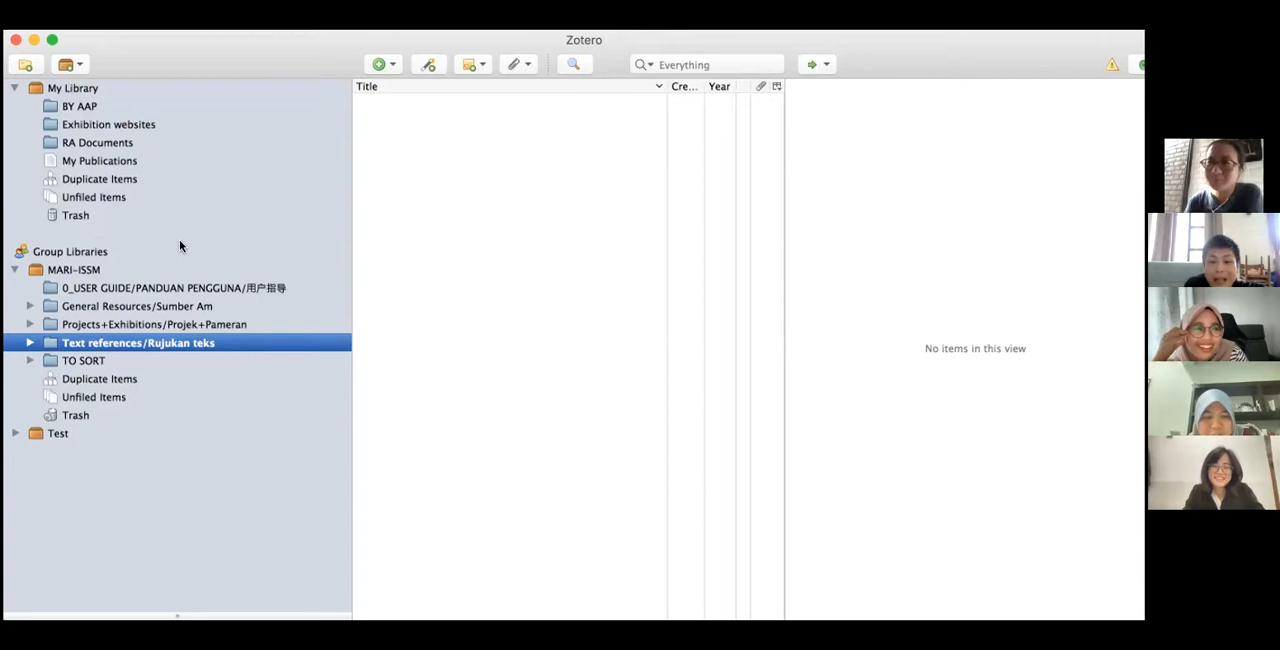 Zotero
Everything
My Library
BY AAP
Exhibition websites
RA Documents
My Publications
Duplicate Items
Unfiled Items
Trash
Group Libraries
MARI-ISSM
0_USER GUIDE/PANDUAN PENGGUNA/用户指导
General Resources/Sumber Am
Projects+Exhibitions/Projek+Pameran
Text references/Rujukan teks
TO SORT
Duplicate Items
Unfiled Items
Trash
Test
Title Cre... Year
No items in this view